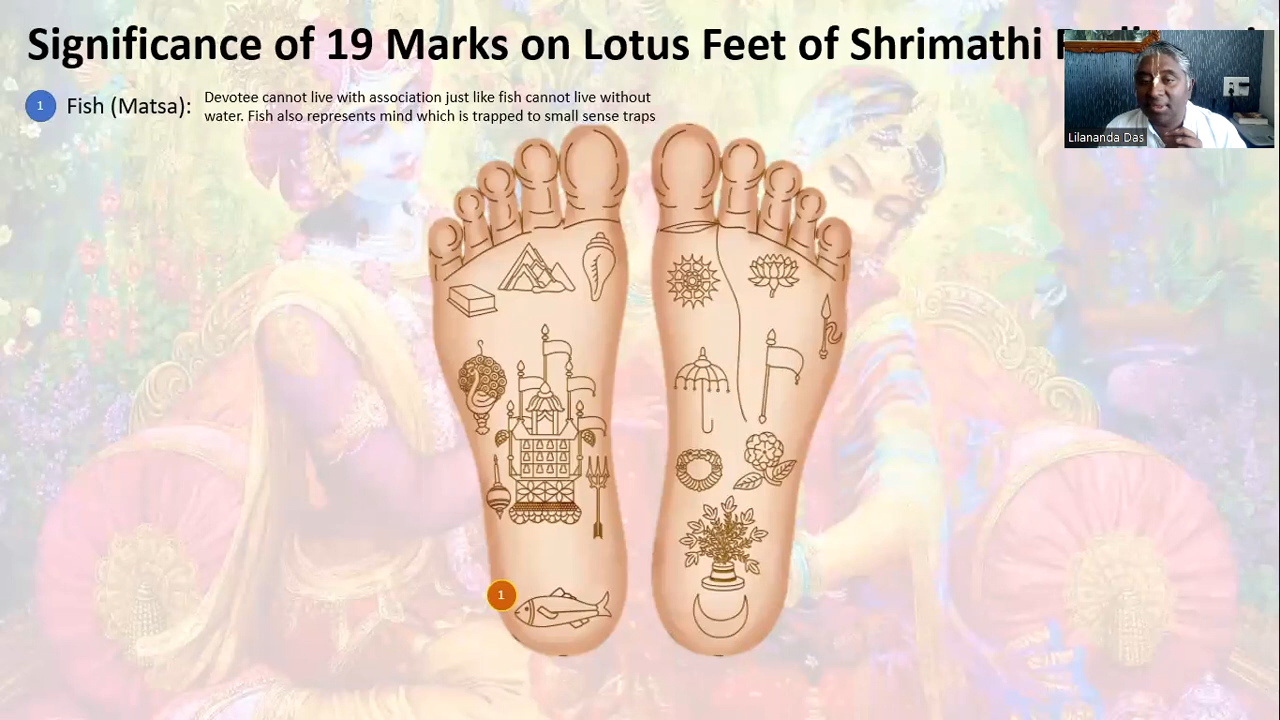 Significance of 19 Marks on Lotus Feet of Shrimathi
Lilananda Das
1
Fish (Matsa):
Devotee cannot live with association just like fish cannot live without
water. Fish also represents mind which is trapped to small sense traps
1